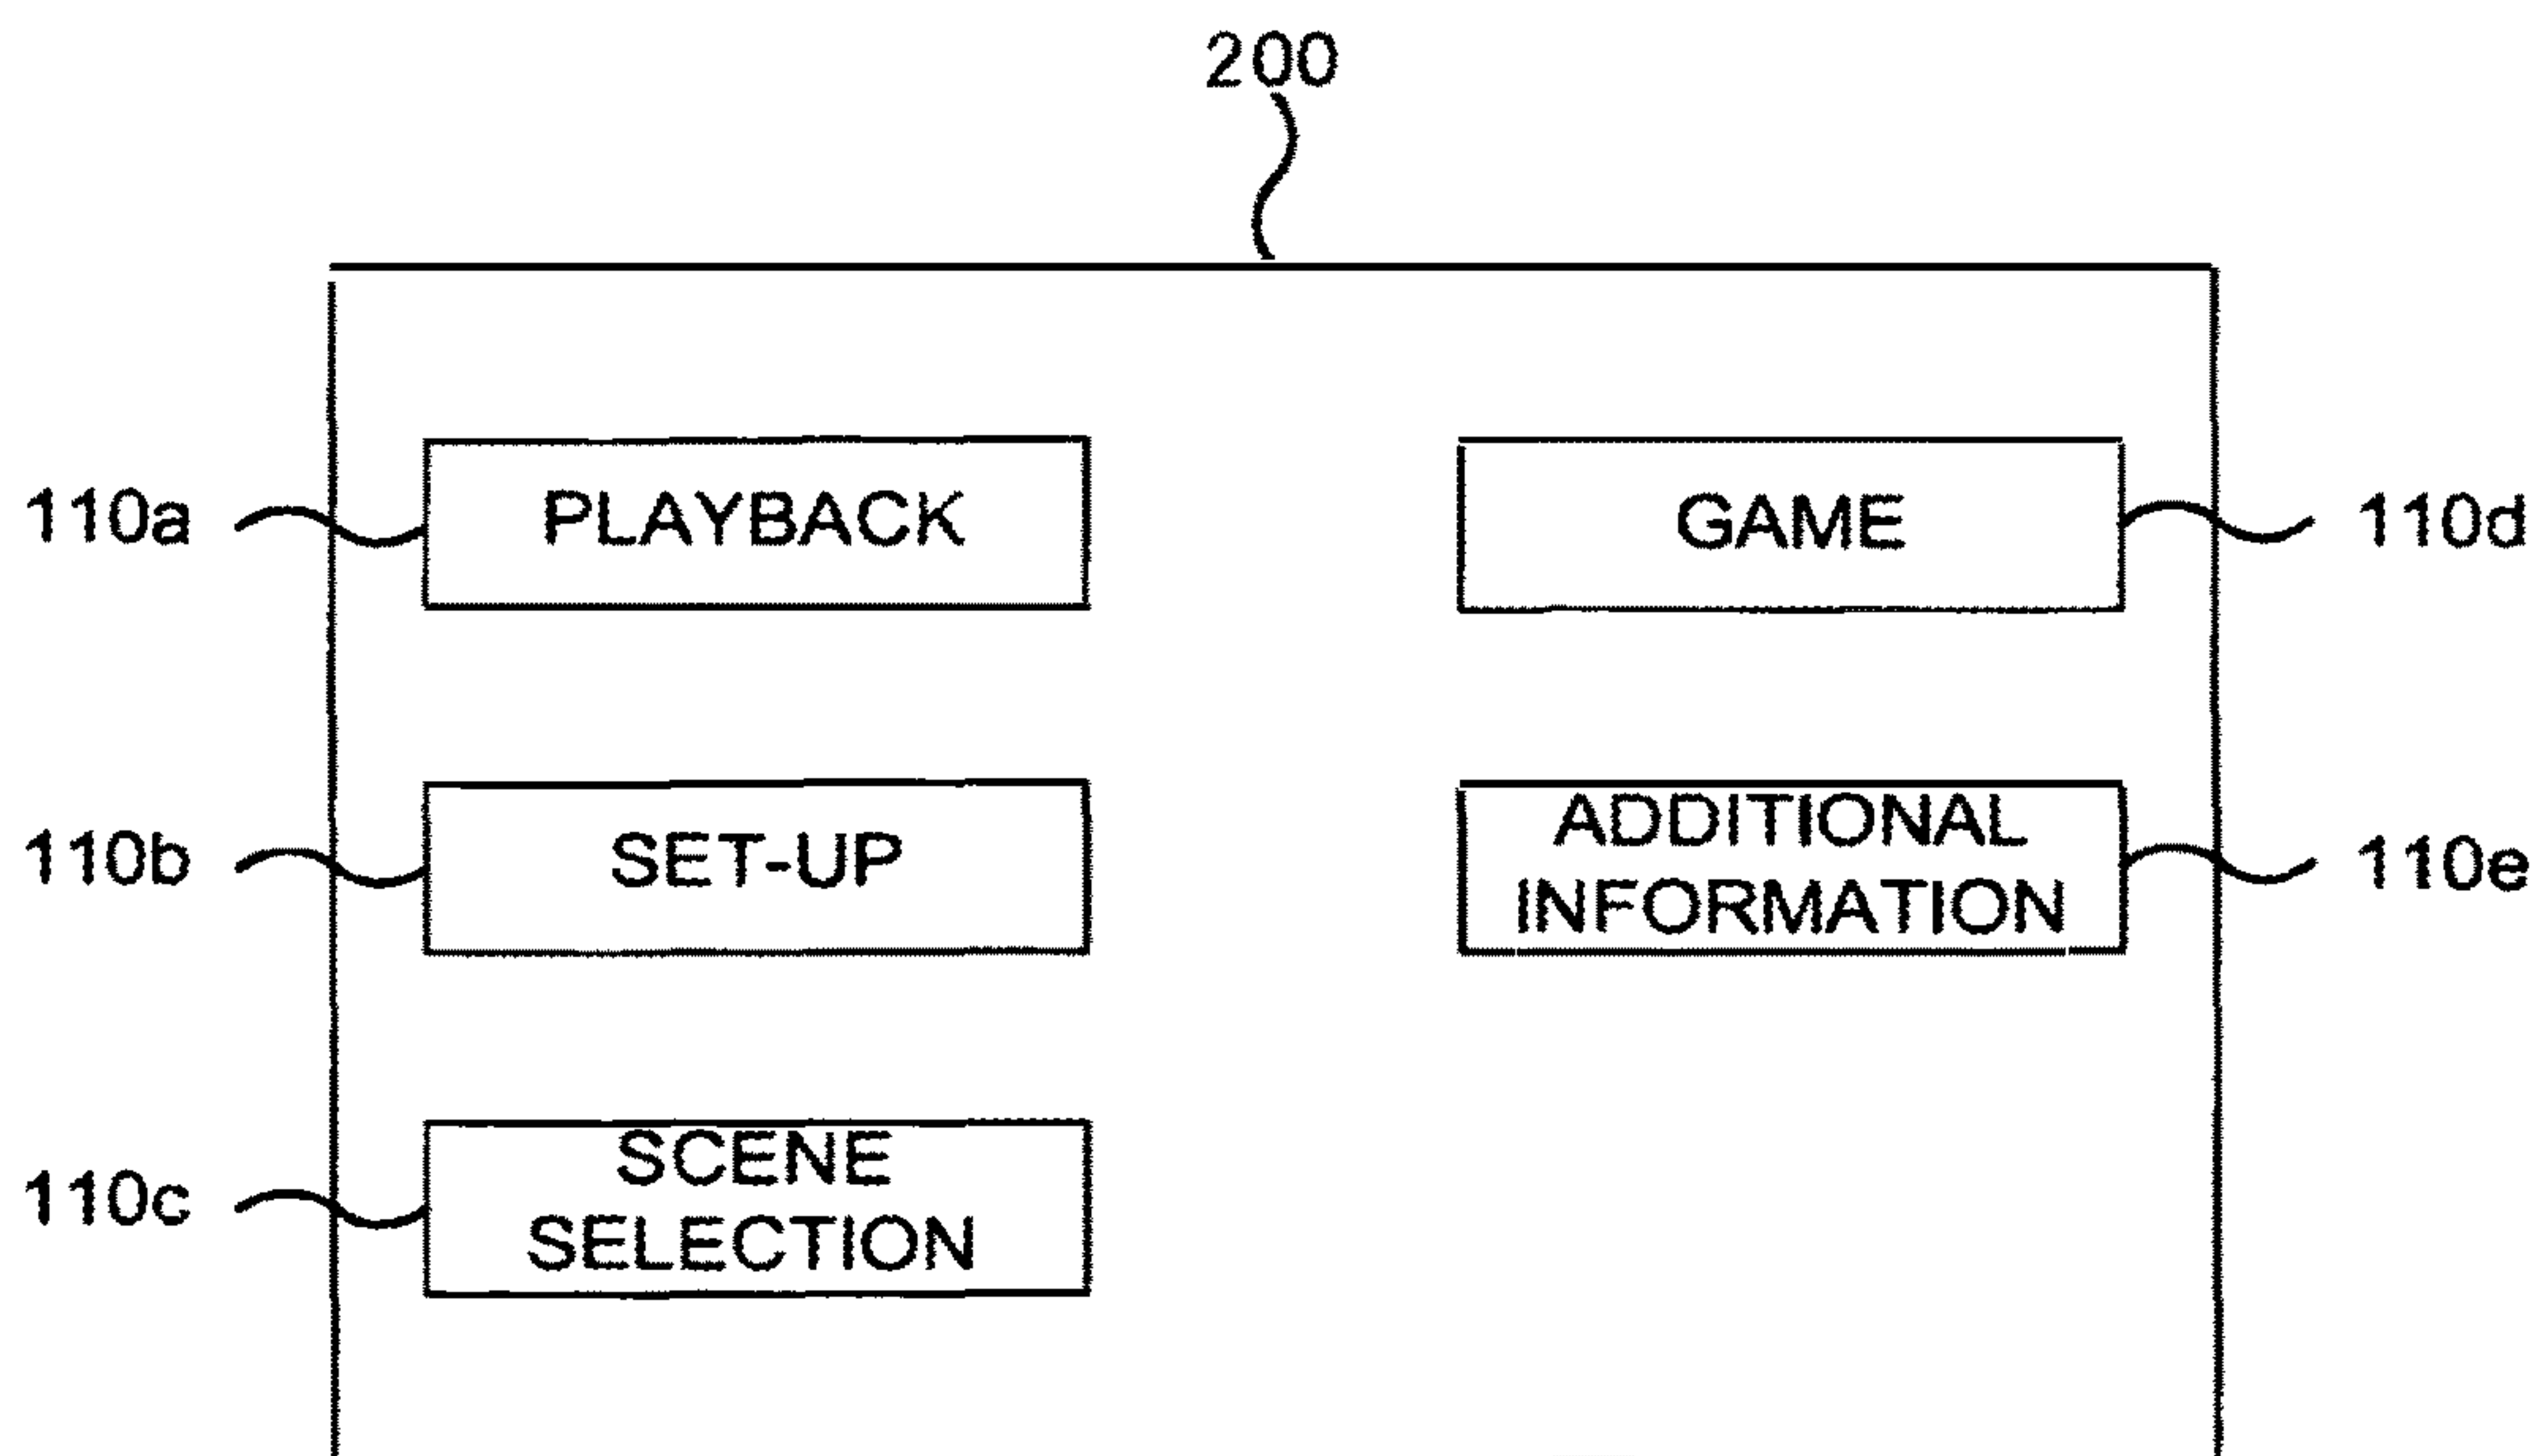 200
110a
PLAYBACK
GAME
110d
110b
SET-UP
ADDITIONAL
INFORMATION
110e
110c
SCENE
SELECTION